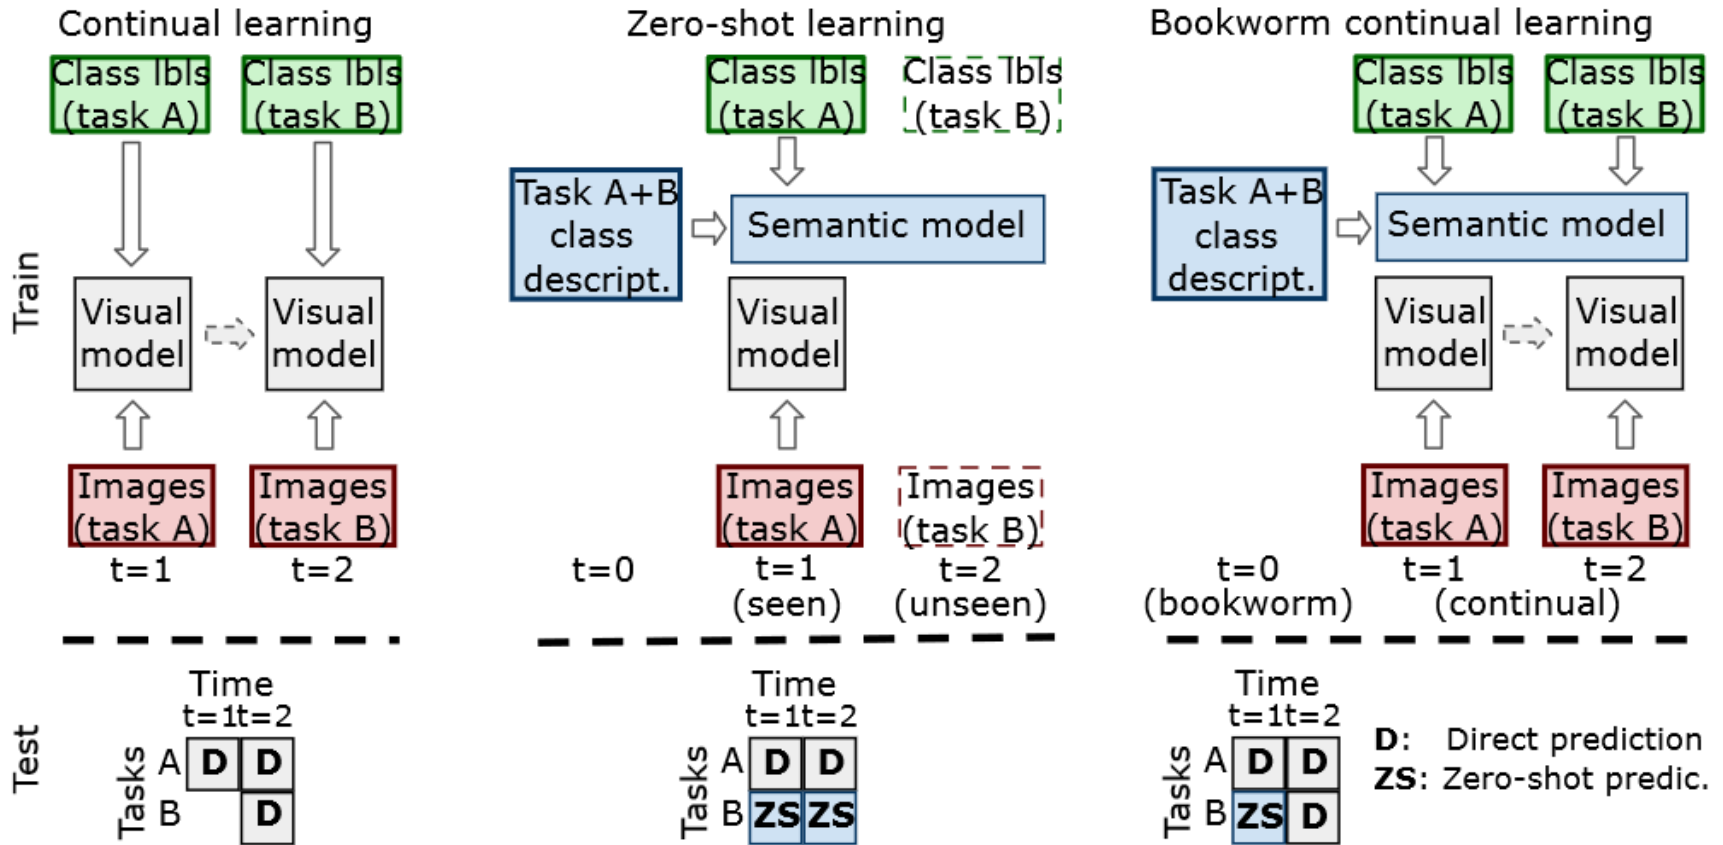 Continual learning
Class lbls
(task A)
Class lbls
(task B)
Visual
model
Visual
model
Images
(task A)
Images
(task B)
t=1
t=2
Zero-shot learning
Class lbls
(task A)
Class lbls
(task B)
Task A+B
class
descript.
Semantic model
Visual
model
Images
(task A)
Images
(task B)
t=0
t=1
(seen)
t=2
(unseen)
Bookworm continual learning
Class lbls
(task A)
Class lbls
(task B)
Task A+B
class
descript.
Semantic model
Visual
model
Visual
model
Images
(task A)
Images
(task B)
t=0
(bookworm)
t=1
t=2
(continual)
Train
Test
Time
t=1 t=2
Tasks
A D D
B D
Time
t=1 t=2
Tasks
A D D
B ZS ZS
Time
t=1 t=2
Tasks
A D D
B ZS D
D: Direct prediction
ZS: Zero-shot predic.